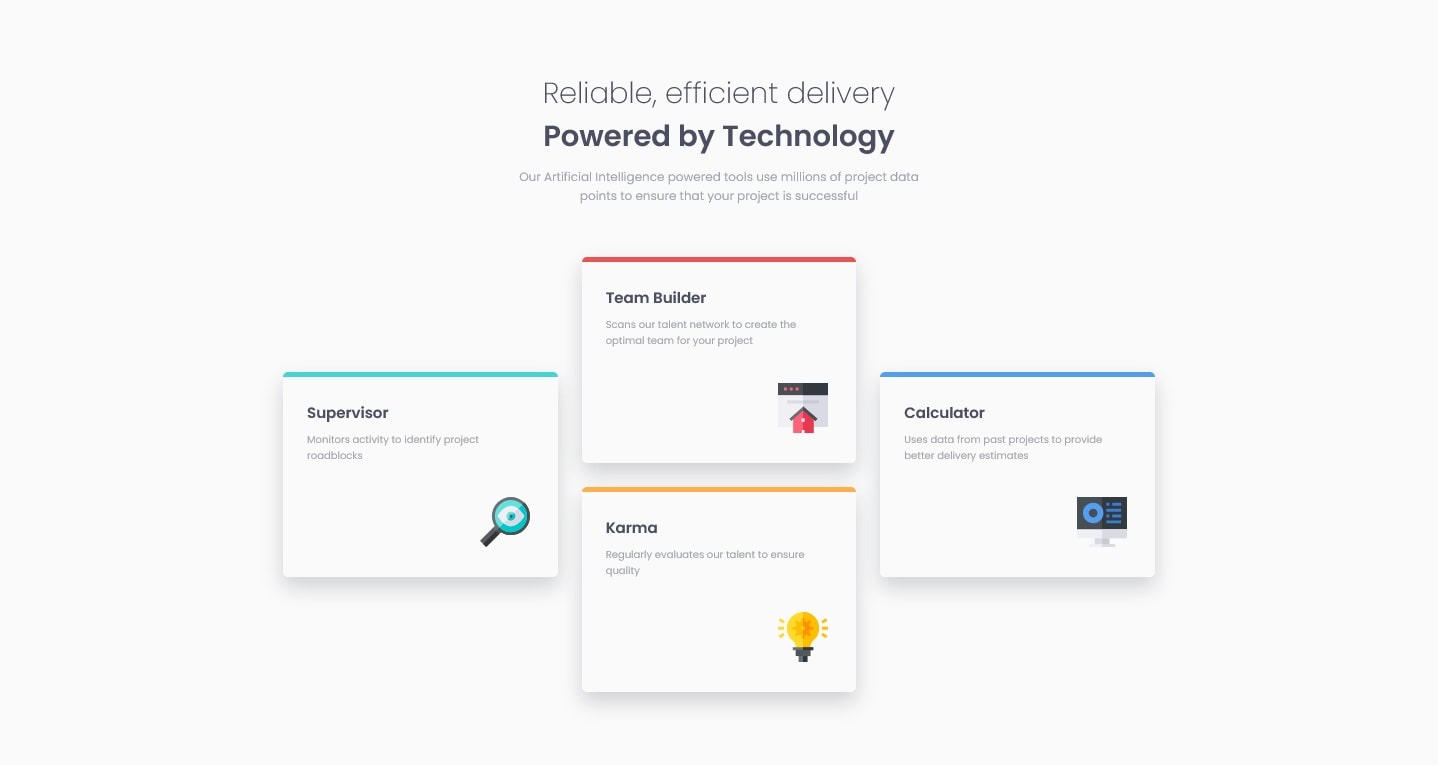 Reliable, efficient delivery
Powered by Technology
Our Artificial Intelligence powered tools use millions of project data
points to ensure that your project is successful
Supervisor
Monitors activity to identify project
roadblocks
Team Builder
Scans our talent network to create the
optimal team for your project
Karma
Regularly evaluates our talent to ensure
quality
Calculator
Uses data from past projects to provide
better delivery estimates